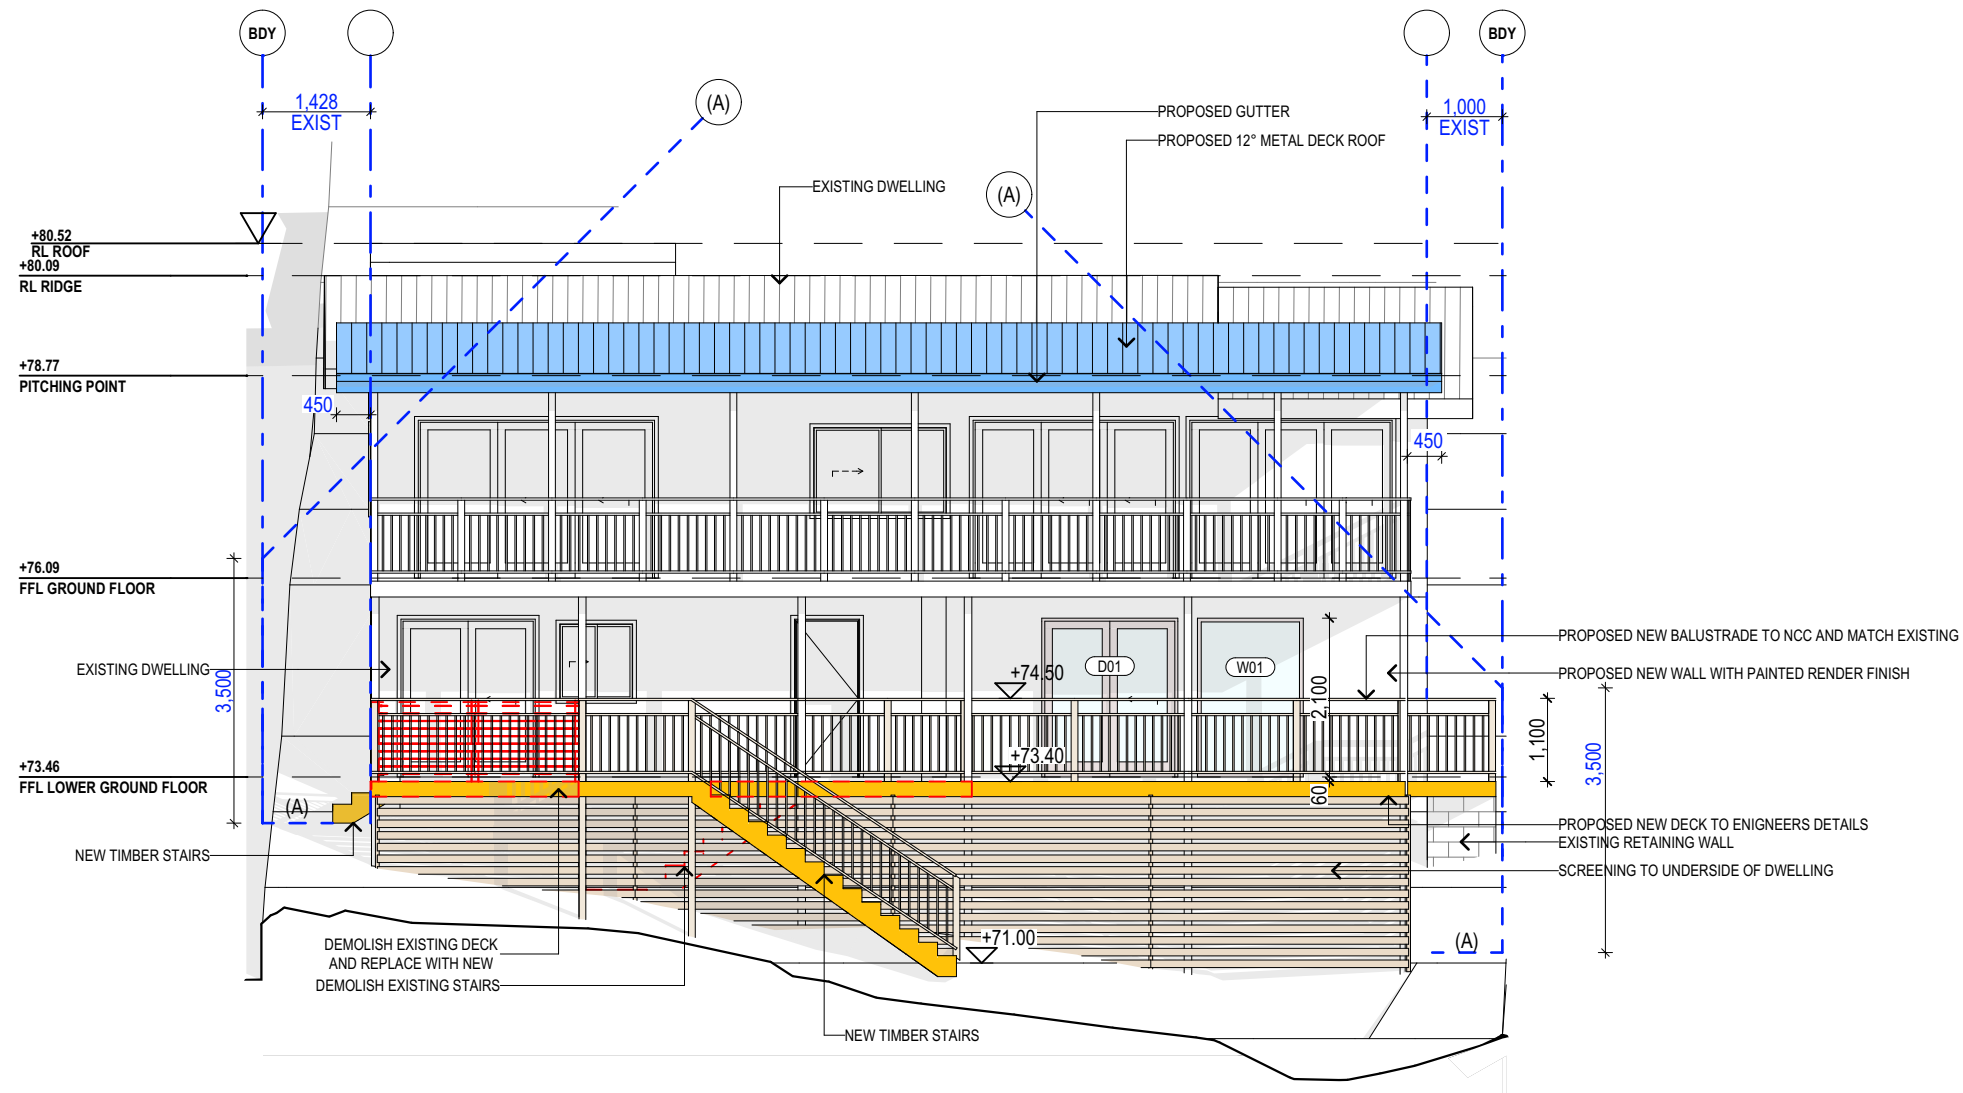 BDY
BDY
1,428
EXIST
(A)
PROPOSED GUTTER
1,000
EXIST
PROPOSED 12° METAL DECK ROOF
EXISTING DWELLING
(A)
+80.52
RL ROOF
+80.09
RL RIDGE
+78.77
PITCHING POINT
450
450
+76.09
FFL GROUND FLOOR
PROPOSED NEW BALUSTRADE TO NCC AND MATCH EXISTING
EXISTING DWELLING
D01
W01
PROPOSED NEW WALL WITH PAINTED RENDER FINISH
+74.50
3,500
2,100
1,100
3,500
+73.46
FFL LOWER GROUND FLOOR
+73.40
60
(A)
PROPOSED NEW DECK TO ENIGNEERS DETAILS
EXISTING RETAINING WALL
NEW TIMBER STAIRS
SCREENING TO UNDERSIDE OF DWELLING
DEMOLISH EXISTING DECK
AND REPLACE WITH NEW
+71.00
(A)
DEMOLISH EXISTING STAIRS
NEW TIMBER STAIRS